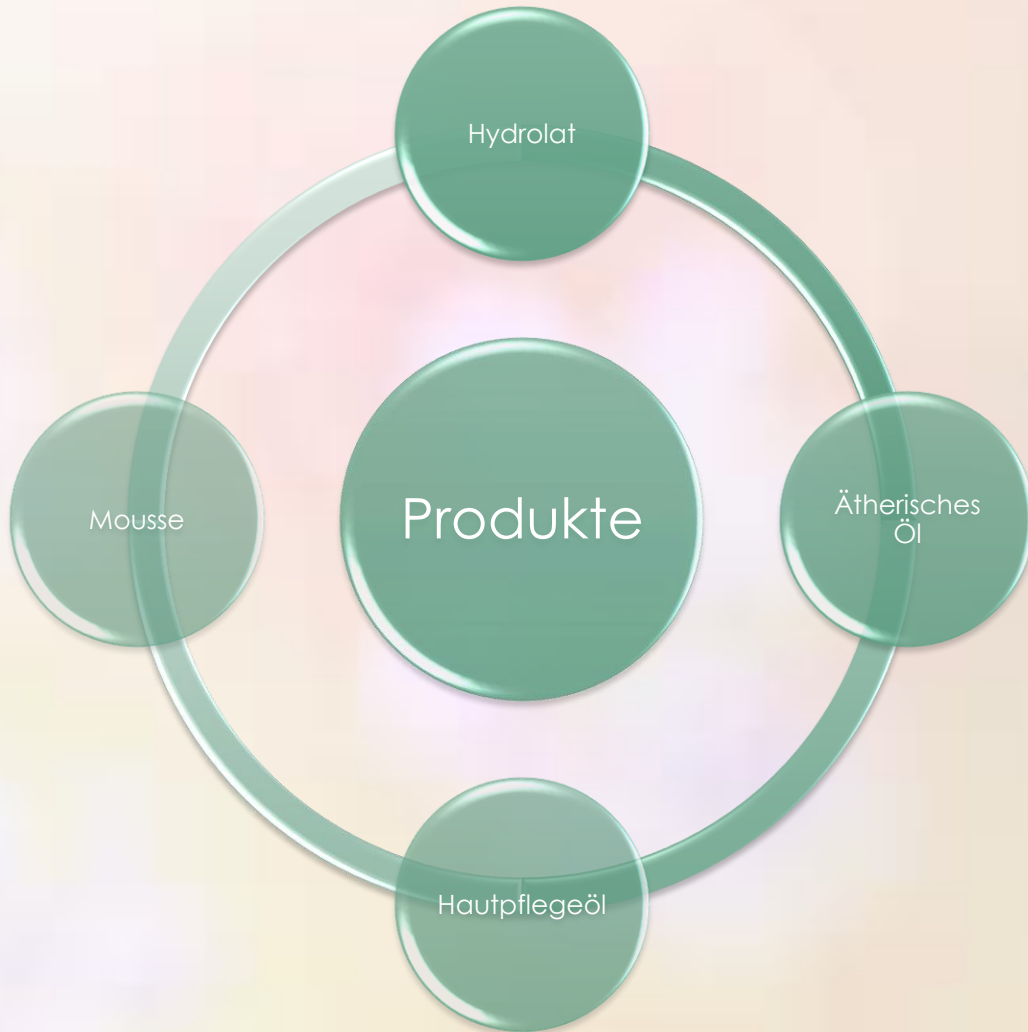 Hydrolat
Mousse
Produkte
Ätherisches
Öl
Hautpflegeöl